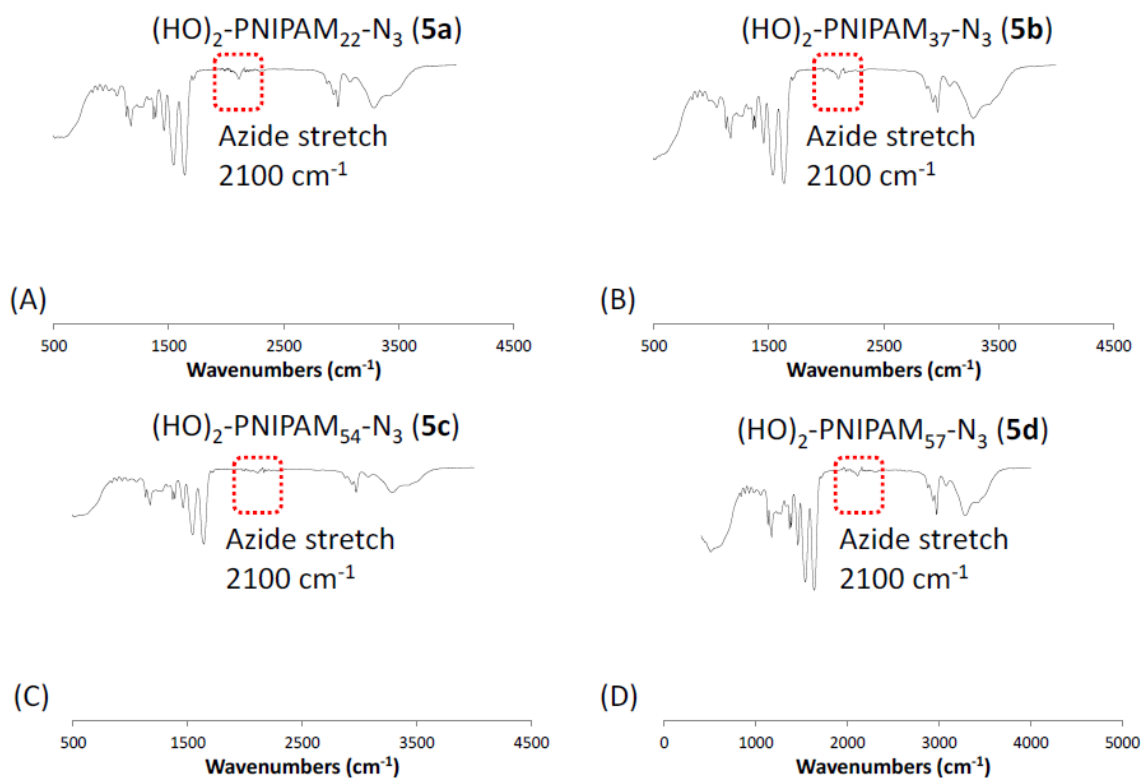 (HO)₂-PNIPAM₂₂-N₃ (5a)
Azide stretch
2100 cm⁻¹
(A)
500 1500 2500 3500 4500
Wavenumbers (cm⁻¹)
(HO)₂-PNIPAM₃₇-N₃ (5b)
Azide stretch
2100 cm⁻¹
(B)
500 1500 2500 3500 4500
Wavenumbers (cm⁻¹)
(HO)₂-PNIPAM₅₄-N₃ (5c)
Azide stretch
2100 cm⁻¹
(C)
500 1500 2500 3500 4500
Wavenumbers (cm⁻¹)
(HO)₂-PNIPAM₅₇-N₃ (5d)
Azide stretch
2100 cm⁻¹
(D)
0 1000 2000 3000 4000 5000
Wavenumbers (cm⁻¹)